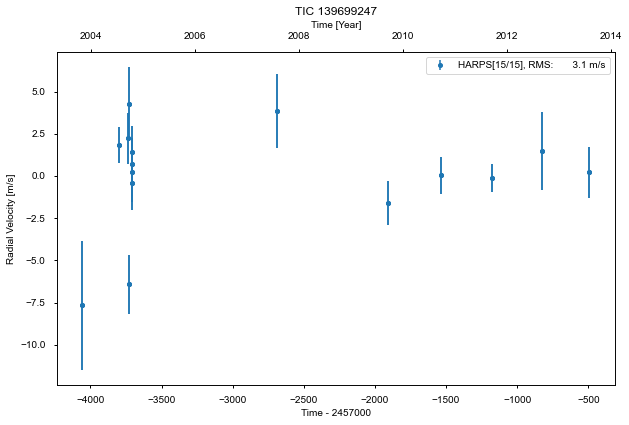 TIC 139699247
Time [Year]
2004 2006 2008 2010 2012 2014
HARPS[15/15], RMS: 3.1 m/s
5.0
2.5
0.0
−2.5
−5.0
−7.5
−10.0
Radial Velocity [m/s]
−4000 −3500 −3000 −2500 −2000 −1500 −1000 −500
Time - 2457000